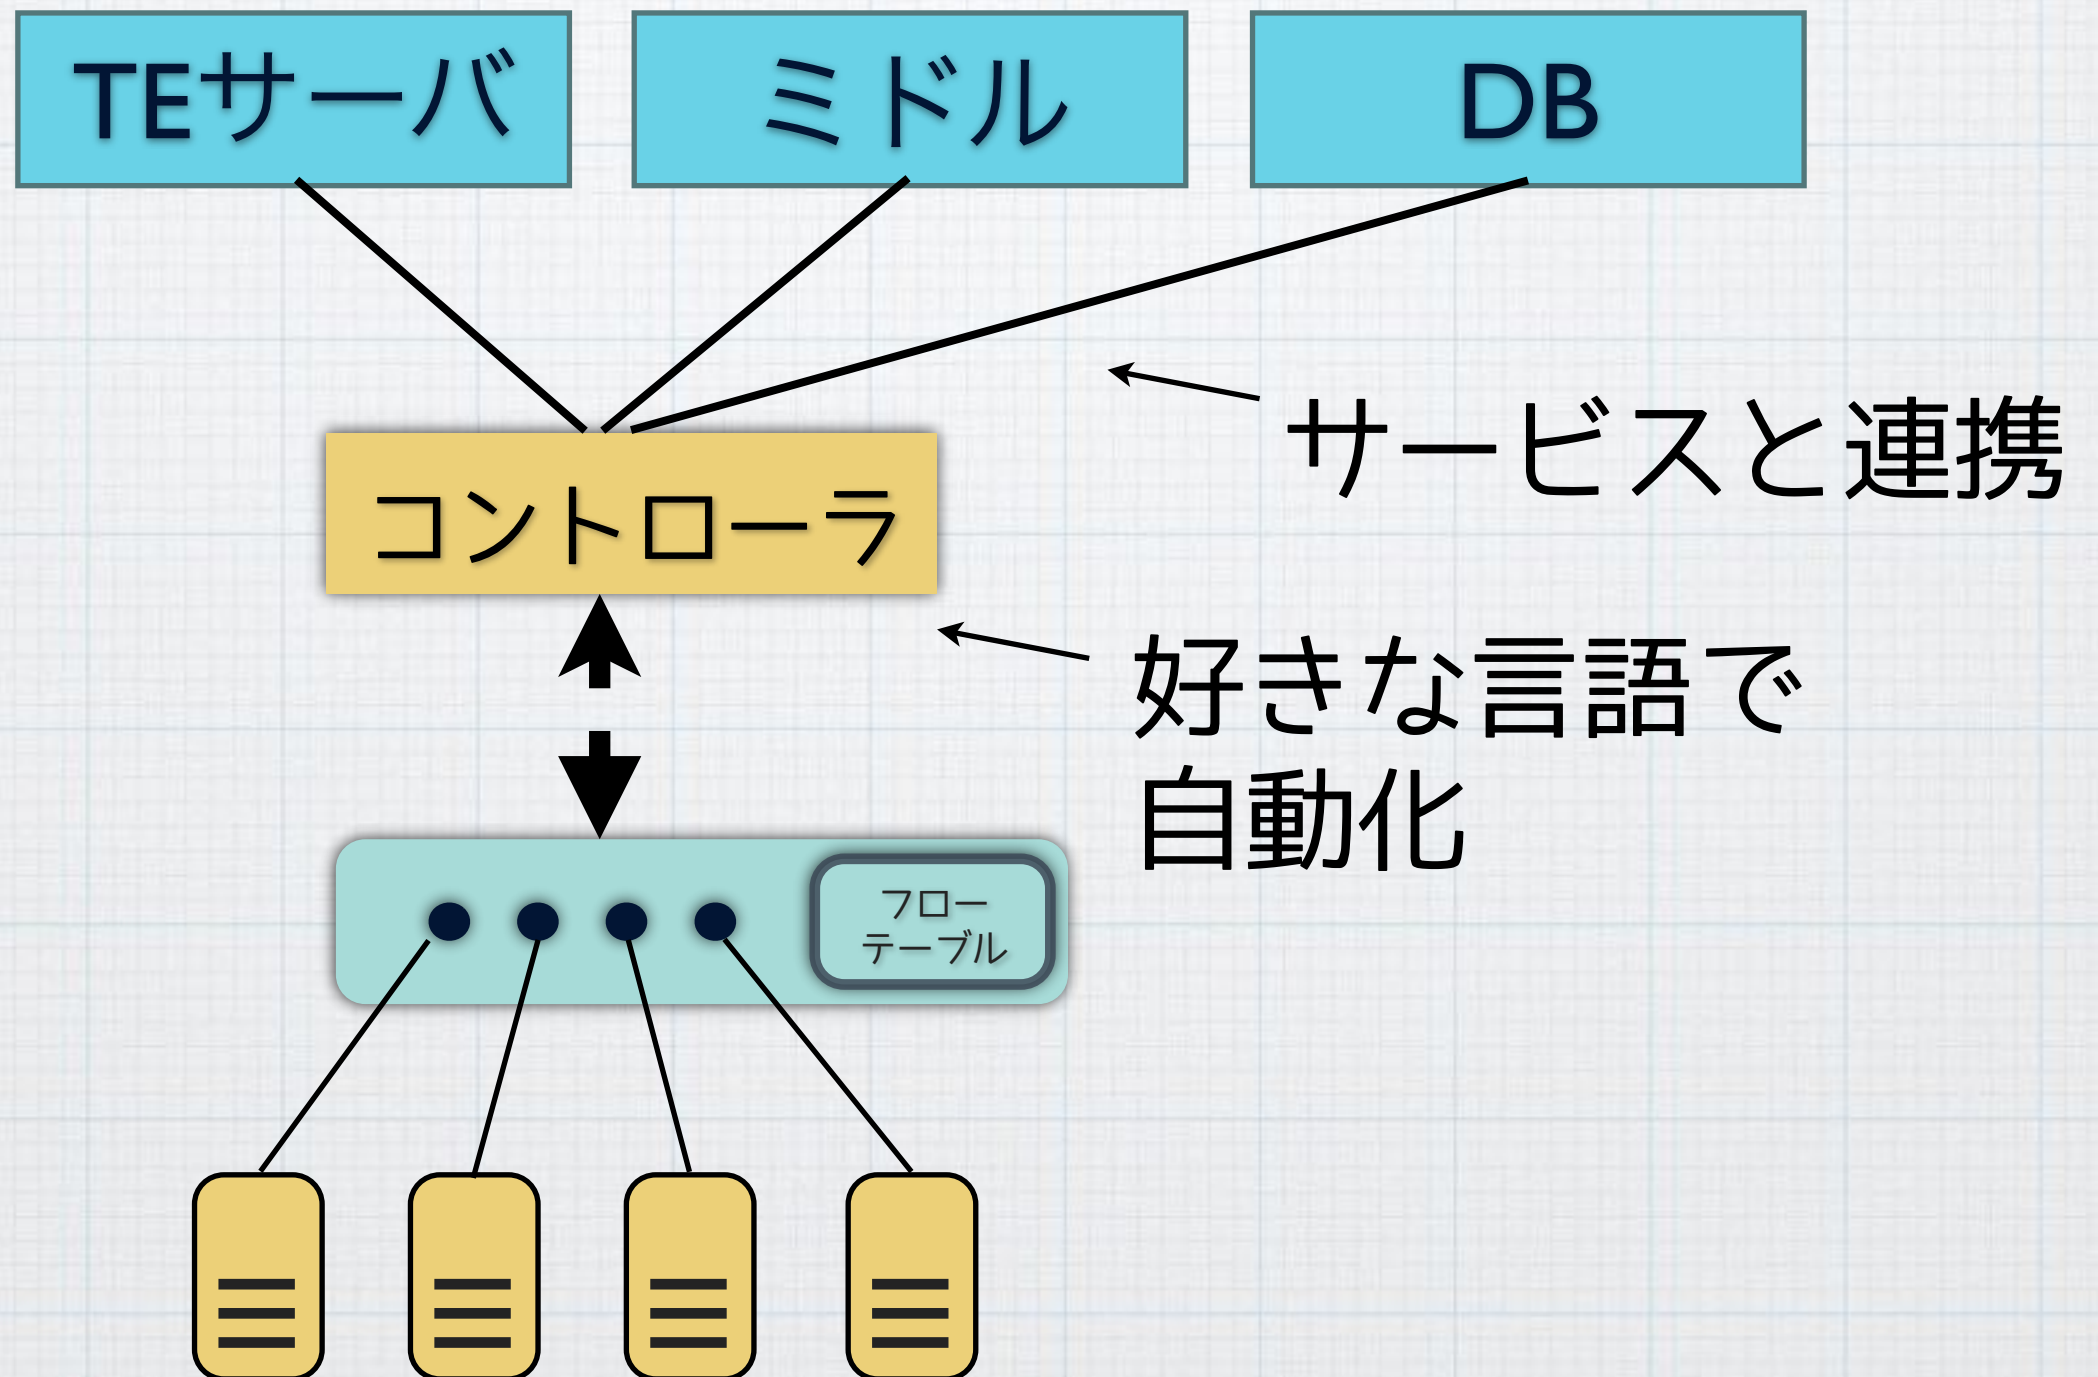 TEサーバ
ミドル
DB
サービスと連携
コントローラ
好きな言語で
自動化
フロー
テーブル